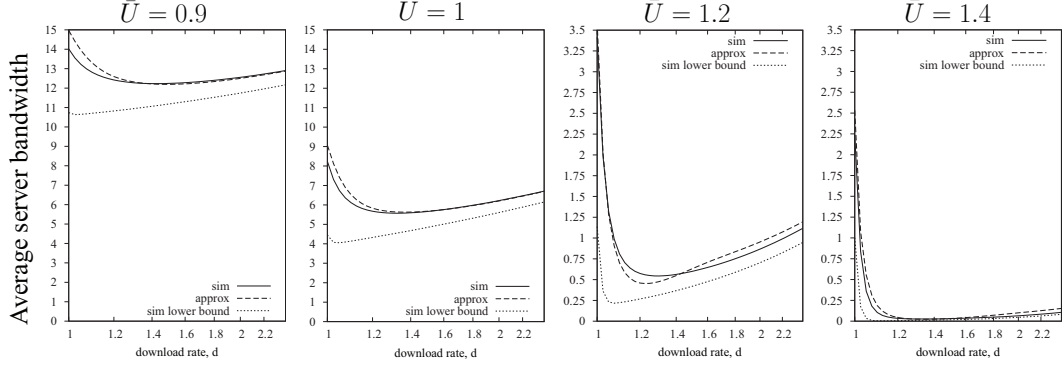 Ū = 0.9
U = 1
U = 1.2
U = 1.4
Average server bandwidth
15
14
13
12
11
10
9
8
7
6
5
4
3
2
1
0
sim
approx
sim lower bound
1 1.2 1.4 1.6 1.8 2 2.2
download rate, d
15
14
13
12
11
10
9
8
7
6
5
4
3
2
1
0
sim
approx
sim lower bound
1 1.2 1.4 1.6 1.8 2 2.2
download rate, d
3.5
3.25
3
2.75
2.5
2.25
2
1.75
1.5
1.25
1
0.75
0.5
0.25
0
sim
approx
sim lower bound
1 1.2 1.4 1.6 1.8 2 2.2
download rate, d
3.5
3.25
3
2.75
2.5
2.25
2
1.75
1.5
1.25
1
0.75
0.5
0.25
0
sim
approx
sim lower bound
1 1.2 1.4 1.6 1.8 2 2.2
download rate, d